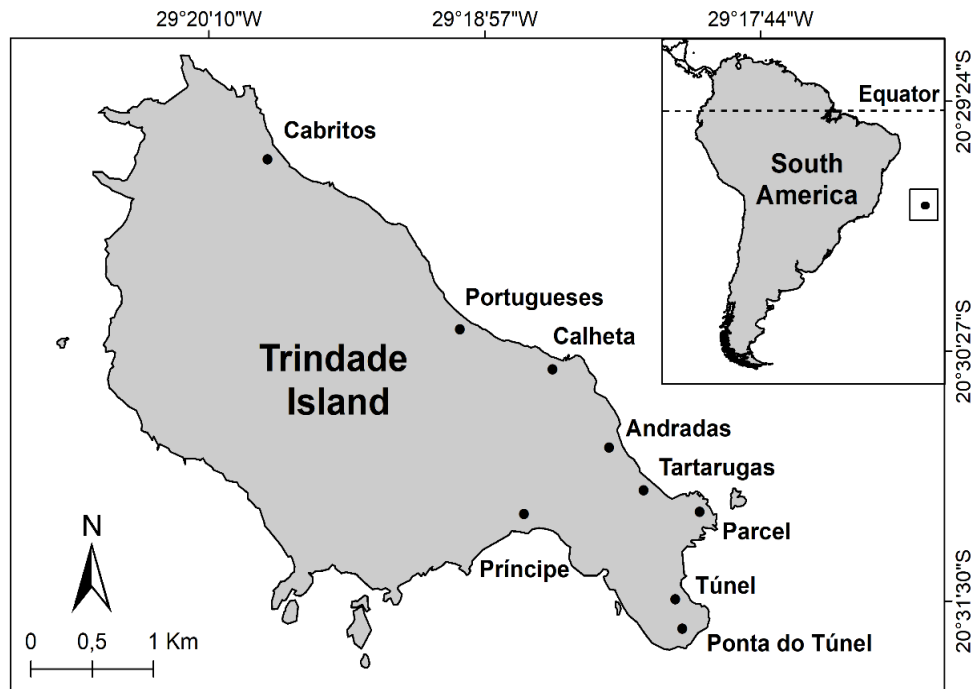 29°20'10"W
29°18'57"W
29°17'44"W
20°29'24"S
20°30'27"S
20°31'30"S
Equator
South
America
Cabritos
Portugueses
Calheta
Trindade
Island
Andradas
Tartarugas
Parcel
Príncipe
Túnel
Ponta do Túnel
N
0 0,5 1 Km